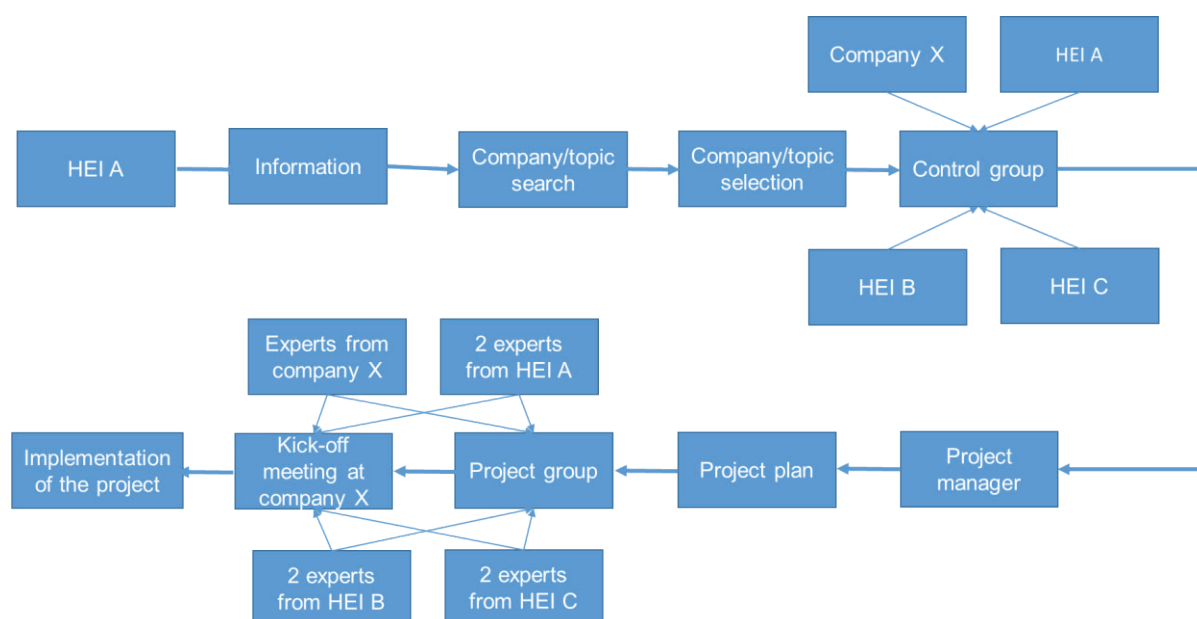 Company X
HEI A
HEI A
Information
Company/topic
search
Company/topic
selection
Control group
HEI B
HEI C
Experts from
company X
2 experts
from HEI A
Implementation
of the project
Kick-off
meeting at
company X
Project group
Project plan
Project
manager
2 experts
from HEI B
2 experts
from HEI C